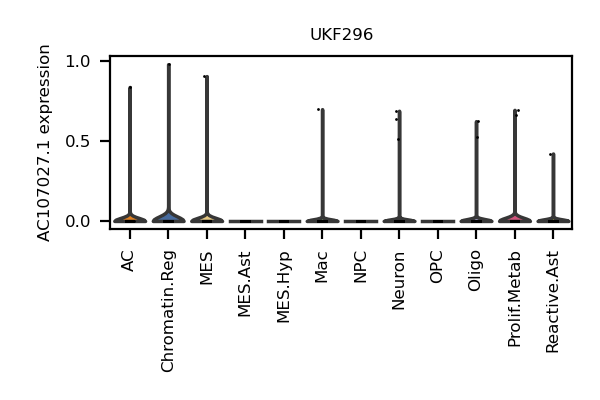 UKF296
AC107027.1 expression
1.0
0.5
0.0
AC
Chromatin.Reg
MES
MES.Ast
MES.Hyp
Mac
NPC
Neuron
OPC
Oligo
Prolif.Metab
Reactive.Ast